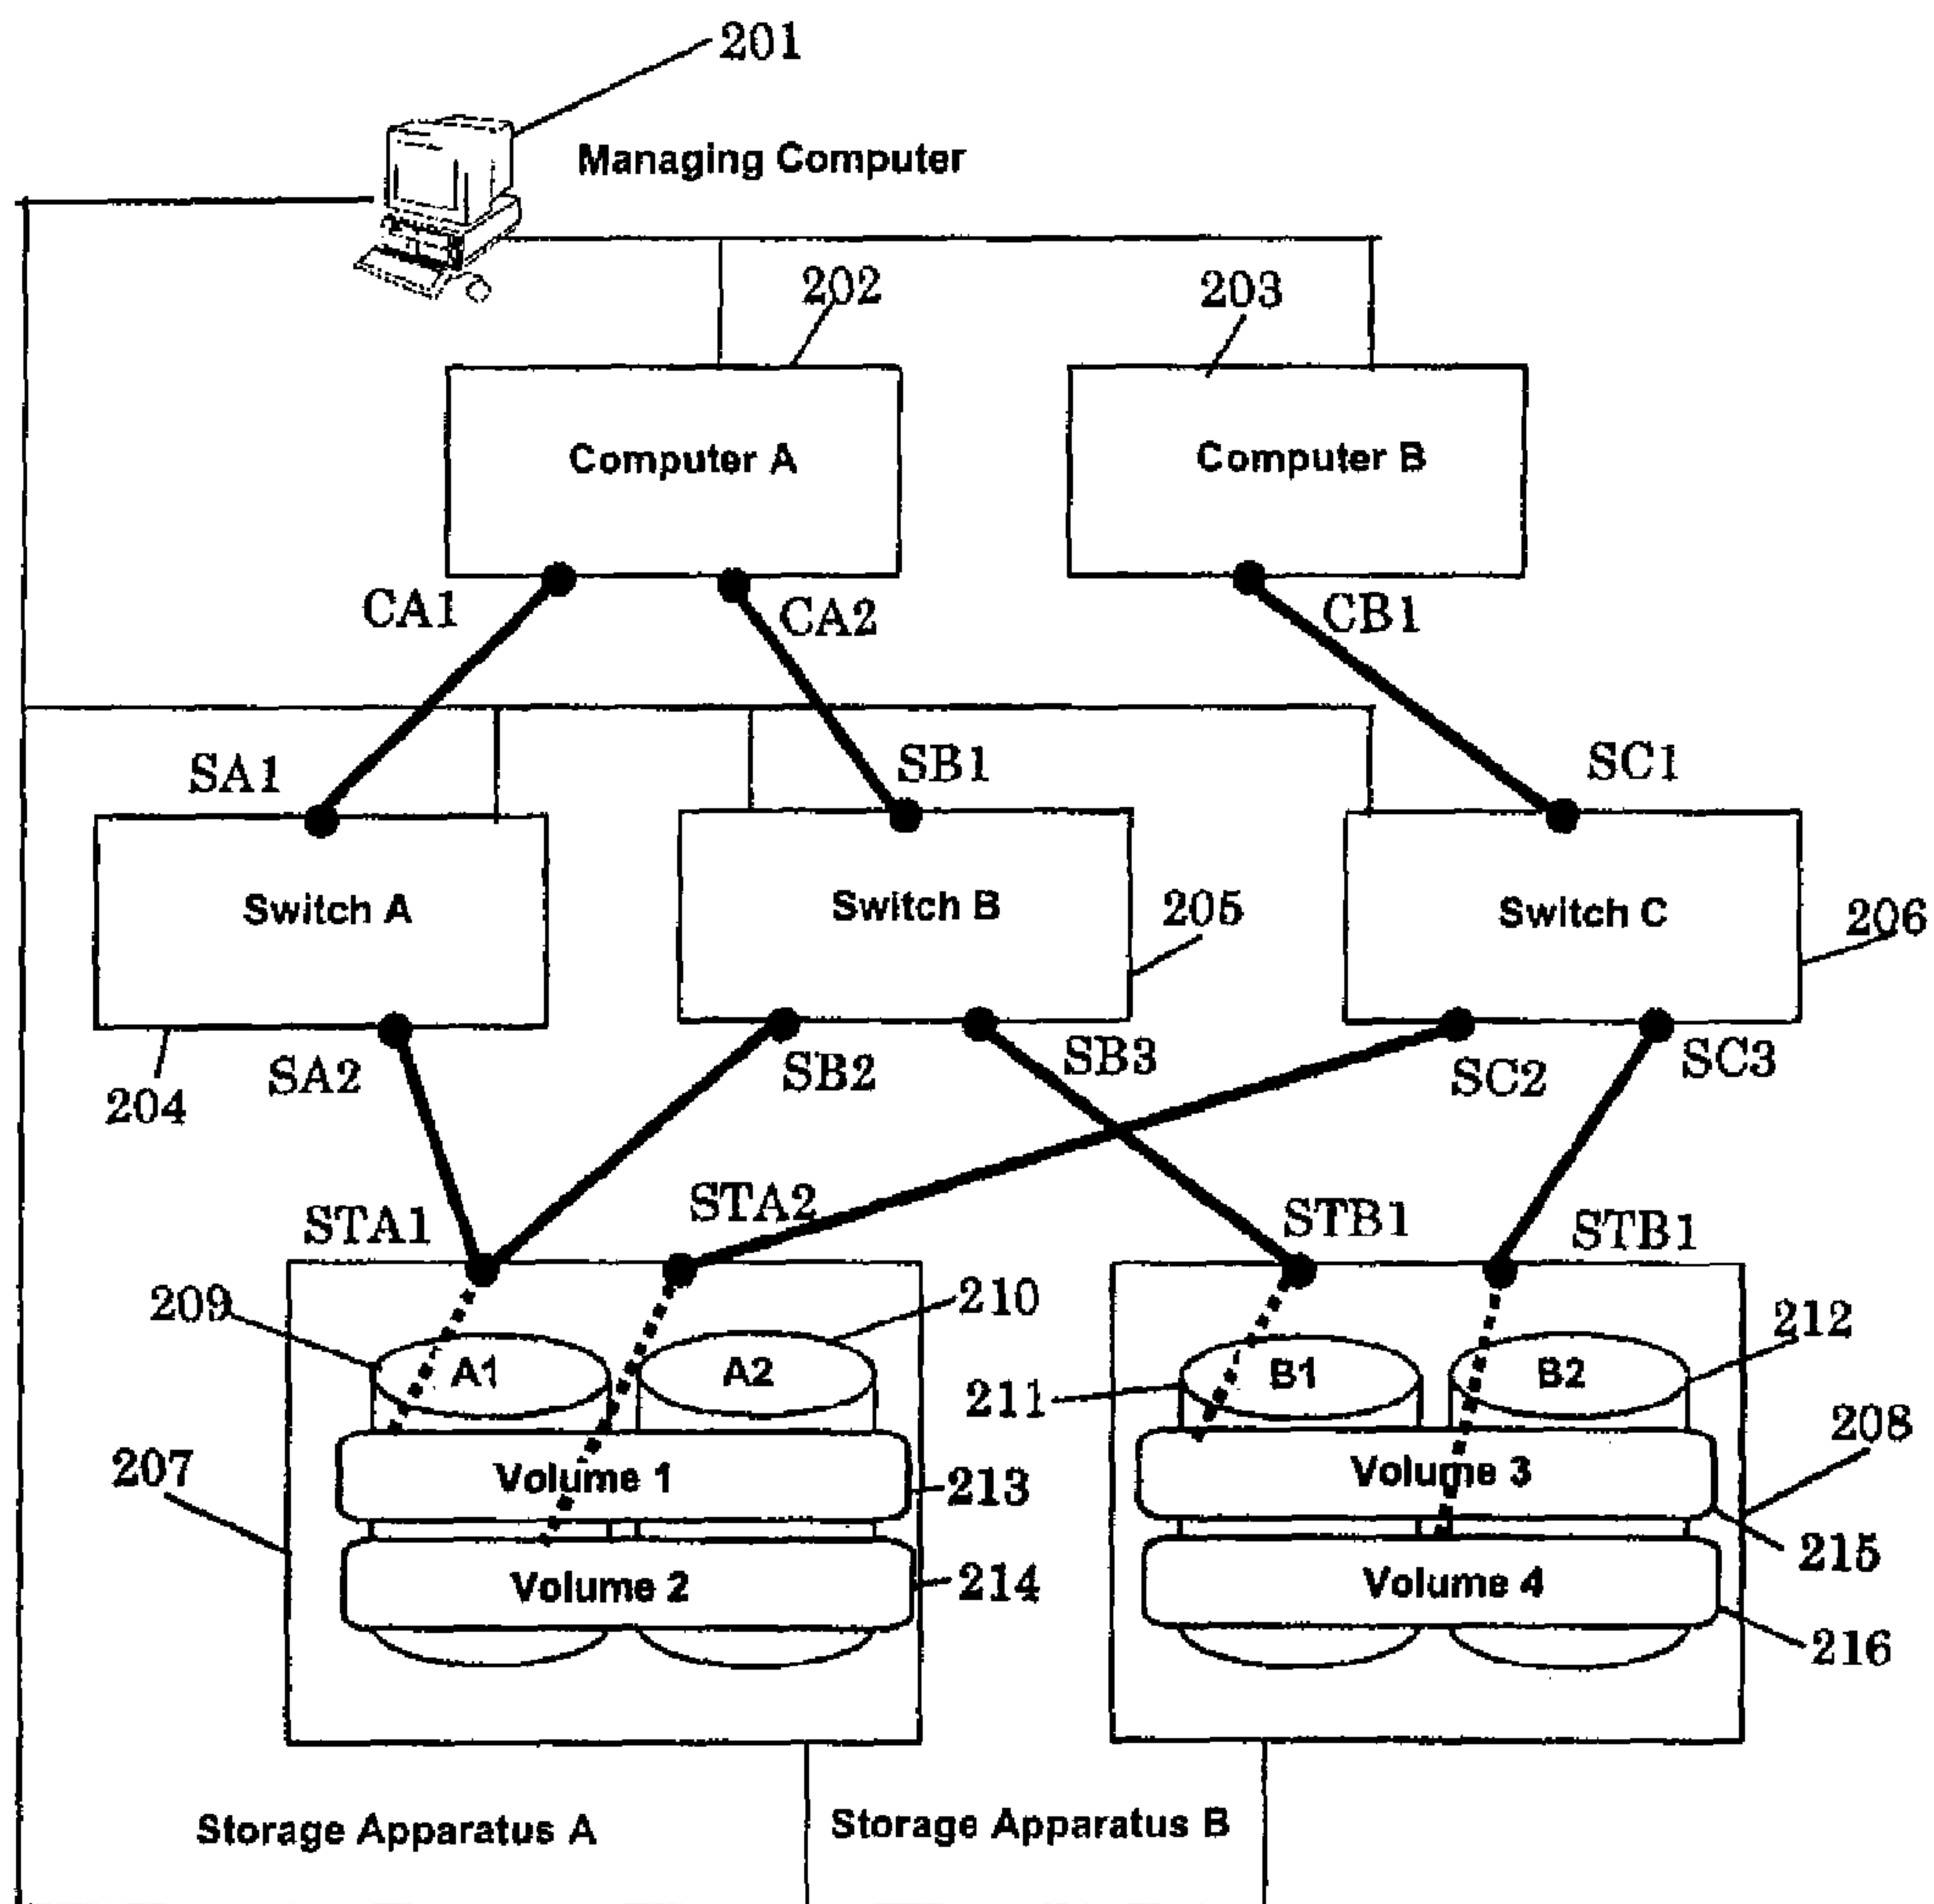 201
Managing Computer
202
203
Computer A
Computer B
CA1
CA2
CB1
SA1
SB1
SC1
Switch A
Switch B
205
Switch C
206
204
SA2
SB2
SB3
SC2
SC3
STA1
STA2
STB1
STB1
209
A1
A2
210
211
B1
B2
212
207
Volume 1
213
Volume 3
208
215
Volume 2
214
Volume 4
216
Storage Apparatus A
Storage Apparatus B